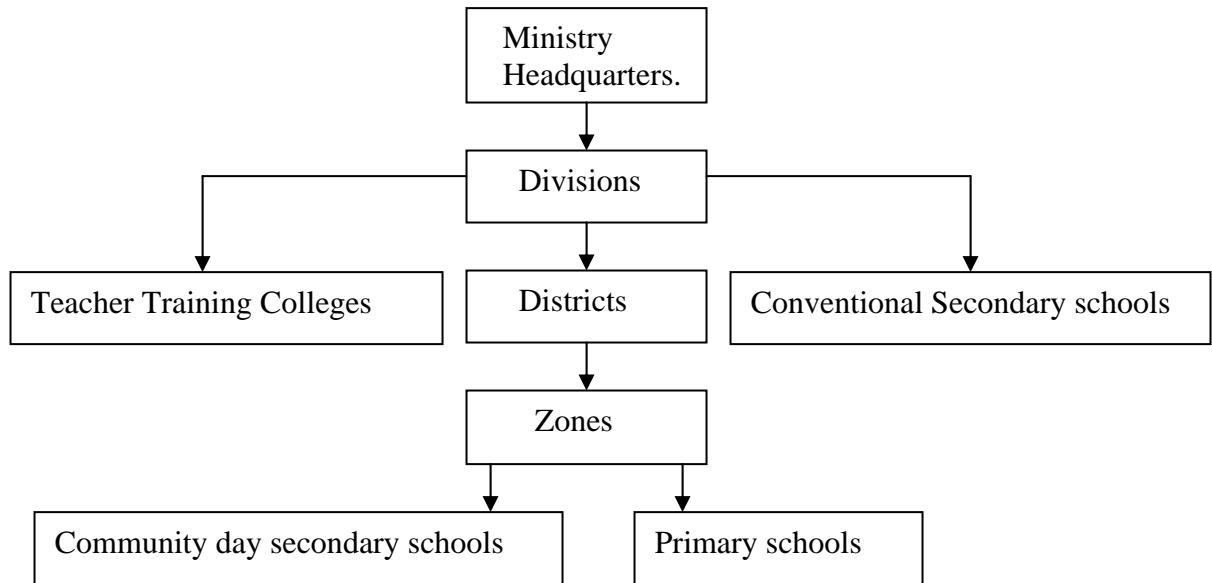 Ministry
Headquarters.
Divisions
Teacher Training Colleges
Districts
Conventional Secondary schools
Zones
Community day secondary schools
Primary schools